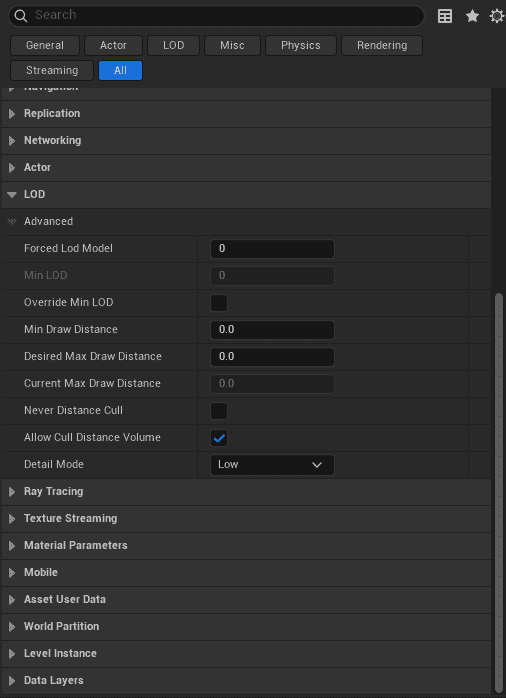 Search
General Actor LOD Misc Physics Rendering
Streaming All
Navigation
Replication
Networking
Actor
LOD
Advanced
Forced Lod Model 0
Min LOD 0
Override Min LOD
Min Draw Distance 0.0
Desired Max Draw Distance 0.0
Current Max Draw Distance 0.0
Never Distance Cull
Allow Cull Distance Volume
Detail Mode Low
Ray Tracing
Texture Streaming
Material Parameters
Mobile
Asset User Data
World Partition
Level Instance
Data Layers